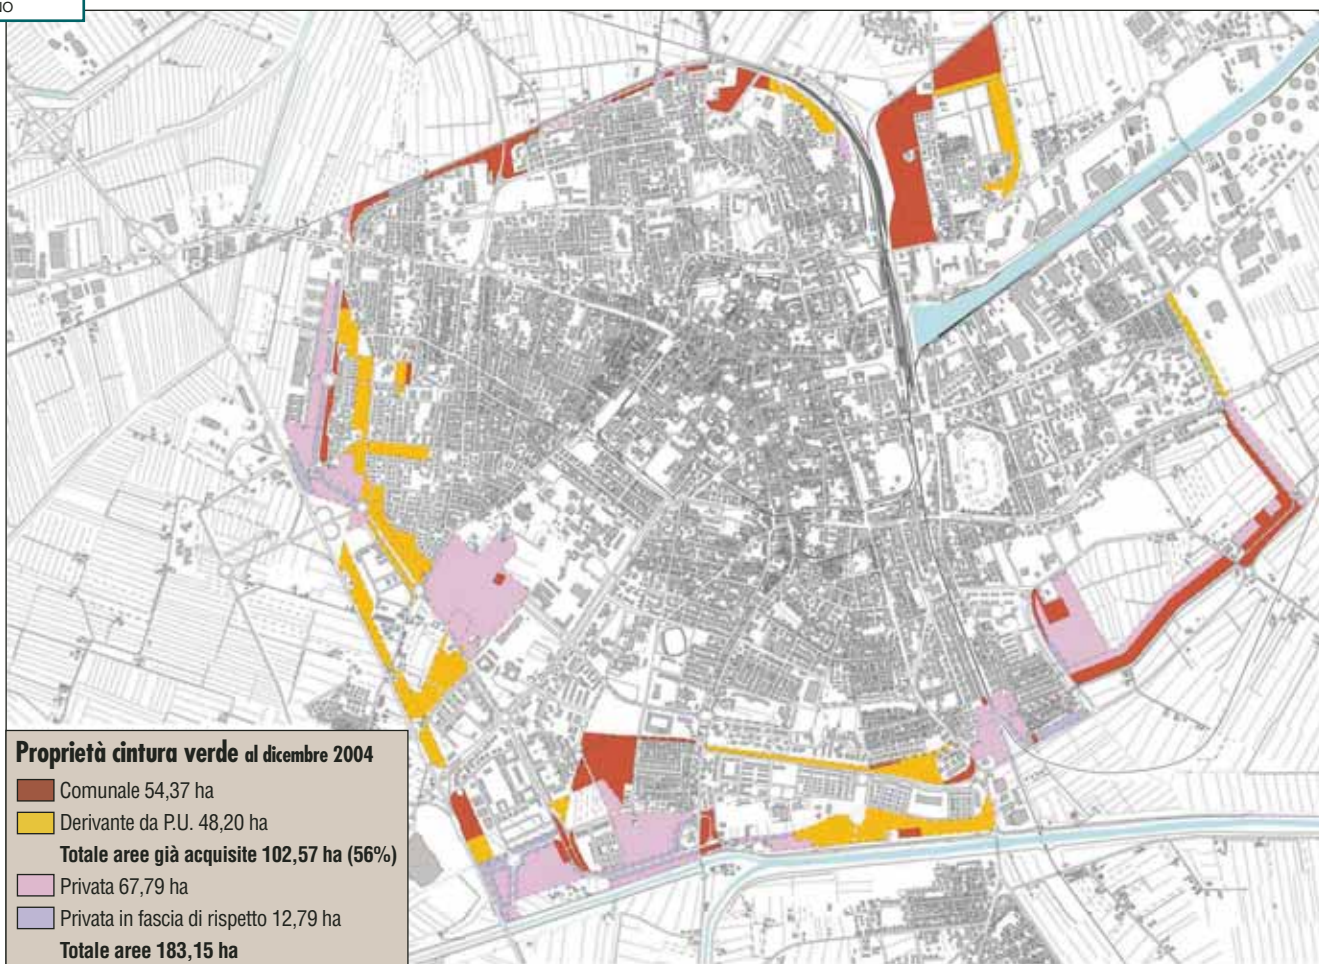 Proprietà cintura verde al dicembre 2004
Comunale 54,37 ha
Derivante da P.U. 48,20 ha
Totale aree già acquisite 102,57 ha (56%)
Privata 67,79 ha
Privata in fascia di rispetto 12,79 ha
Totale aree 183,15 ha